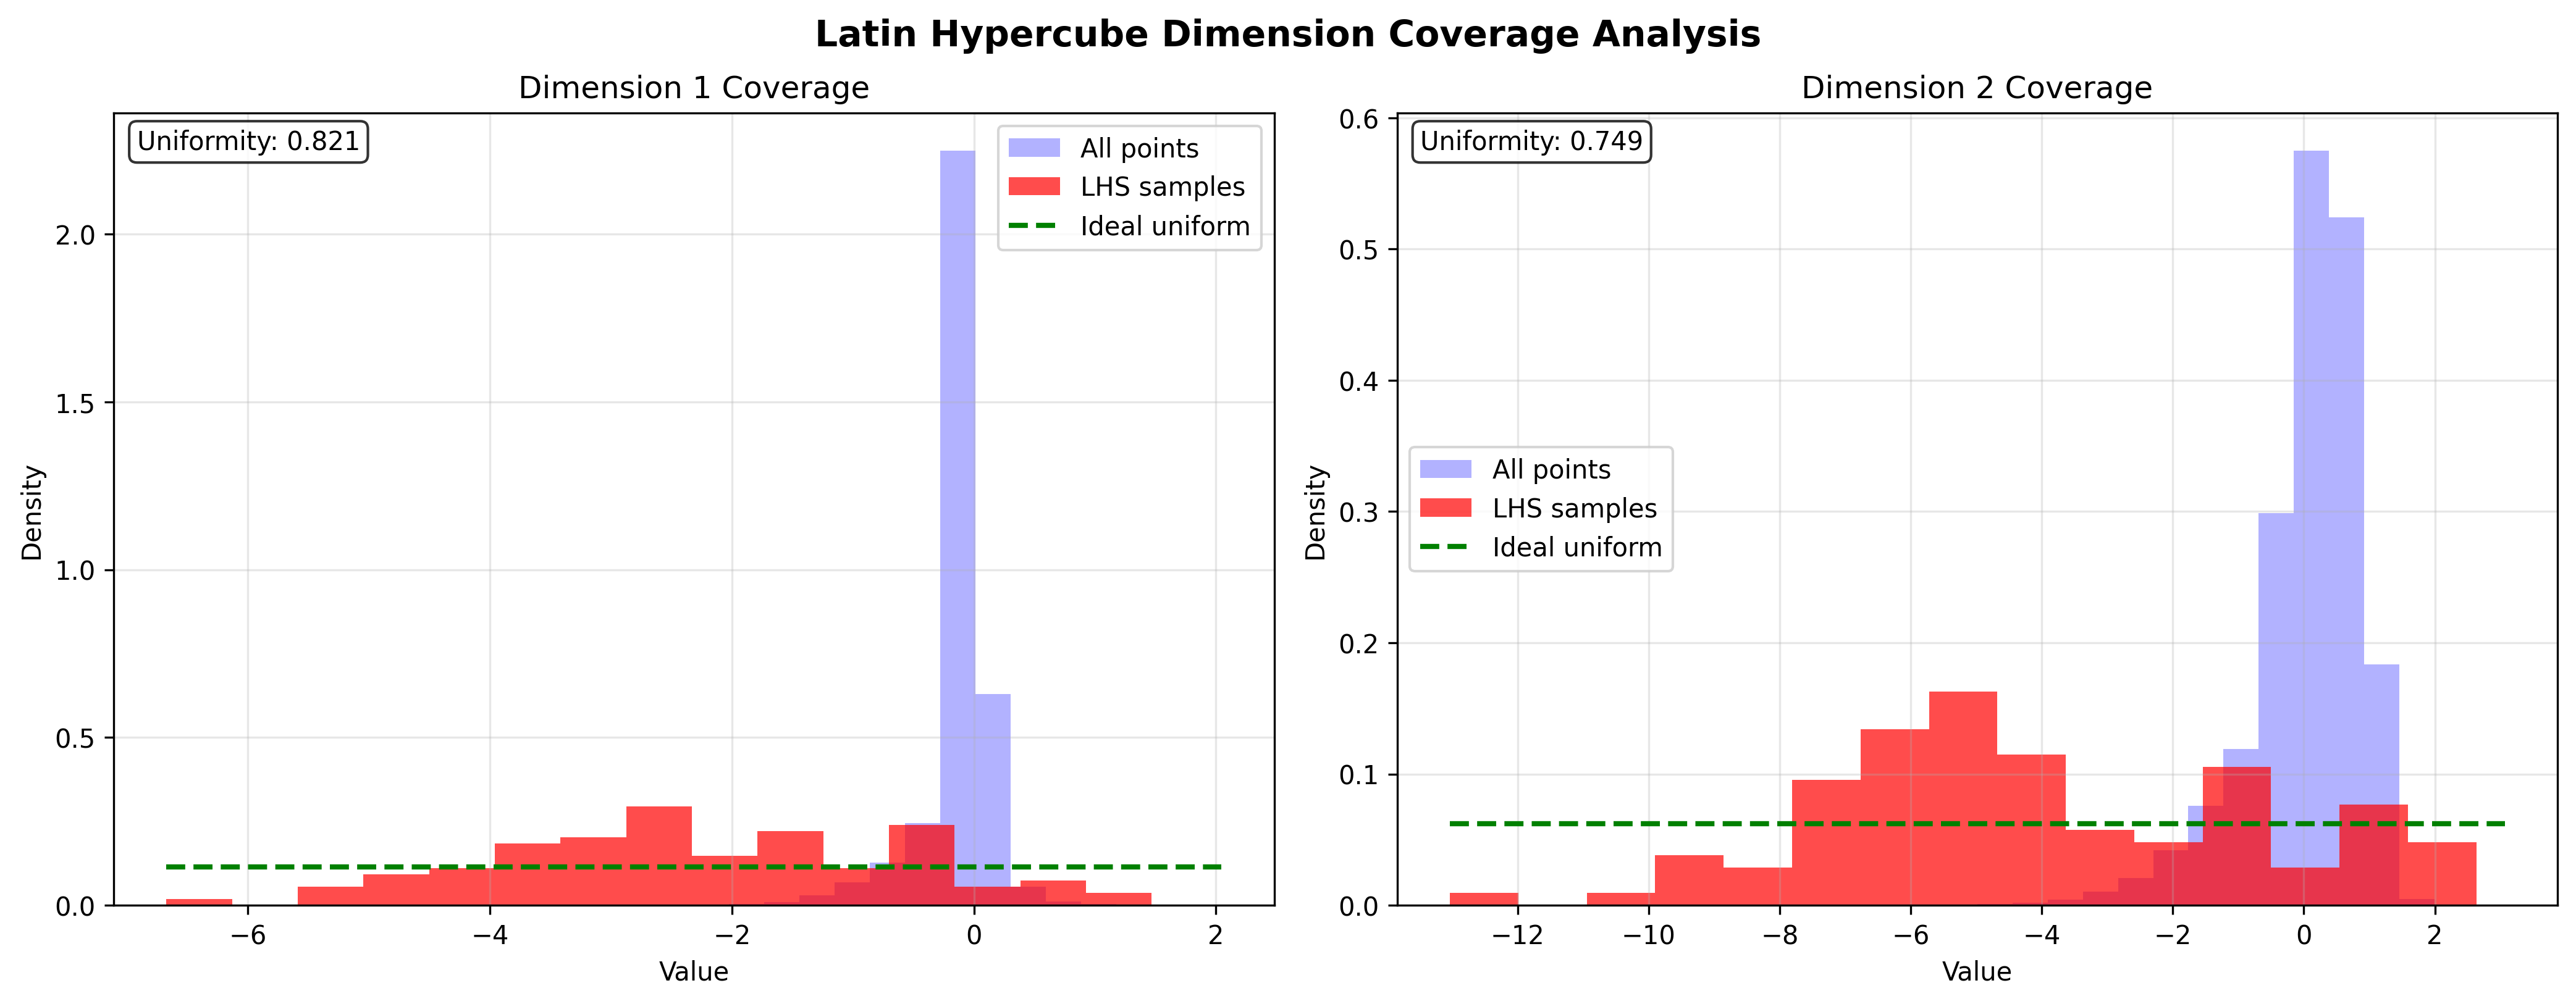 Latin Hypercube Dimension Coverage Analysis
Dimension 1 Coverage
Uniformity: 0.821
All points
LHS samples
Ideal uniform
2.0
1.5
1.0
0.5
0.0
Density
−6
−4
−2
0
2
Value
Dimension 2 Coverage
Uniformity: 0.749
All points
LHS samples
Ideal uniform
0.6
0.5
0.4
0.3
0.2
0.1
0.0
Density
−12
−10
−8
−6
−4
−2
0
2
Value